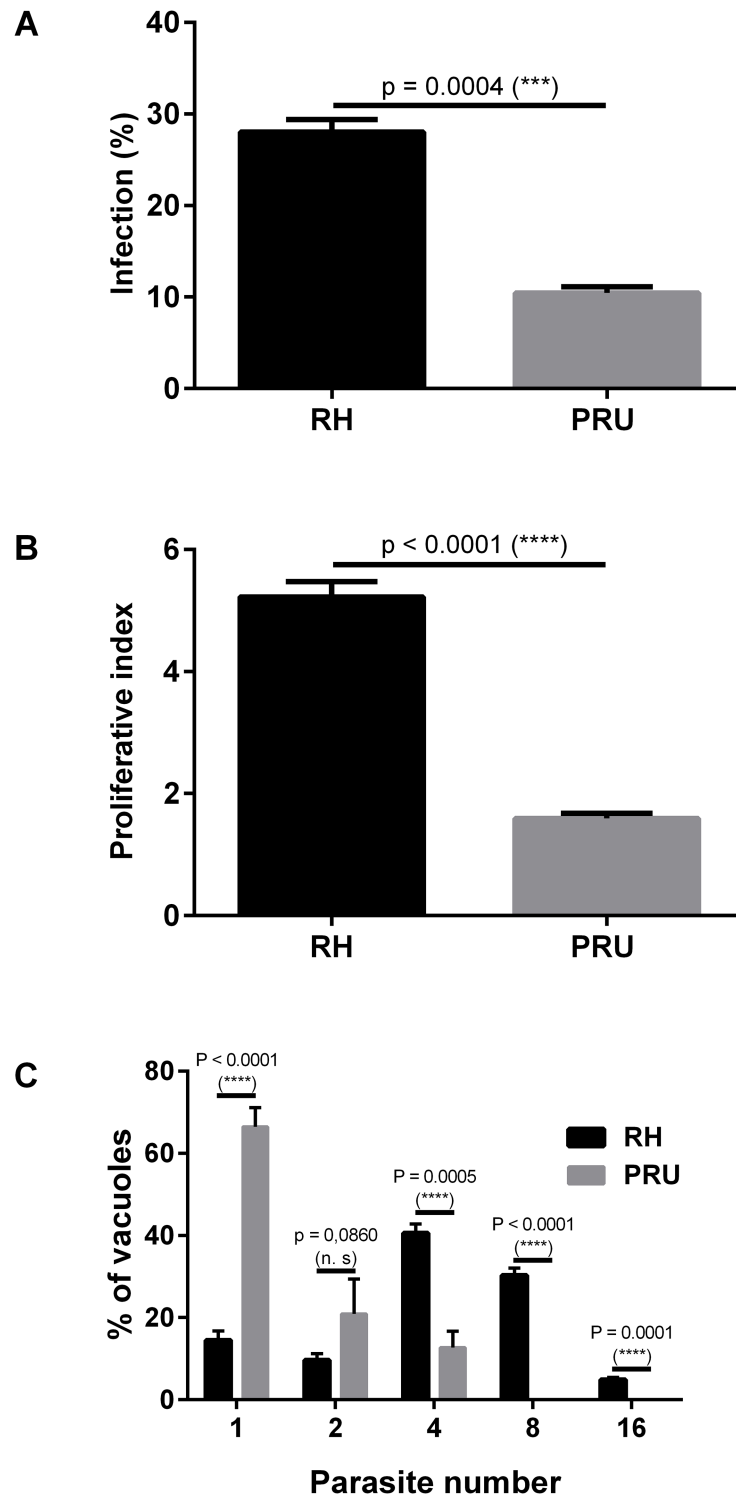 A
40
p = 0.0004 (***)
30
Infection (%)
20
10
0
RH
PRU
B
6
p < 0.0001 (****)
4
Proliferative index
2
0
RH
PRU
C
P < 0.0001
(****)
80
RH
PRU
60
% of vacuoles
P = 0.0005
(****)
p = 0,0860
(n. s)
P < 0.0001
(****)
40
20
P = 0.0001
(****)
0
1
2
4
8
16
Parasite number